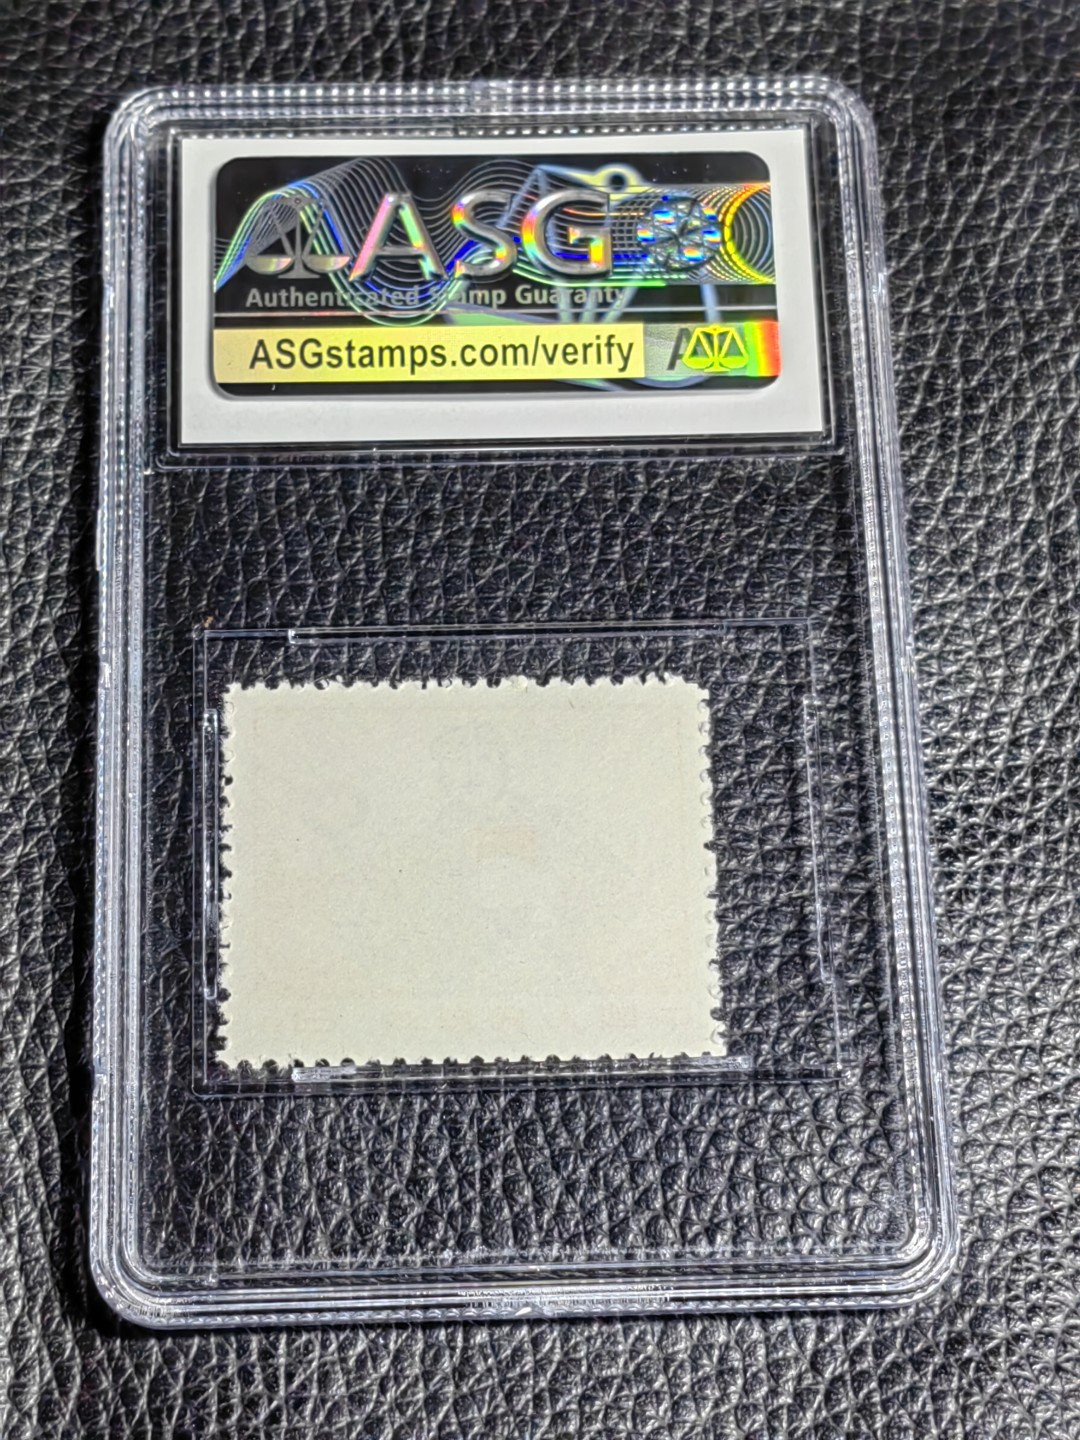 ASG
Authenticated Stamp Guaranty
ASGstamps.com/verify